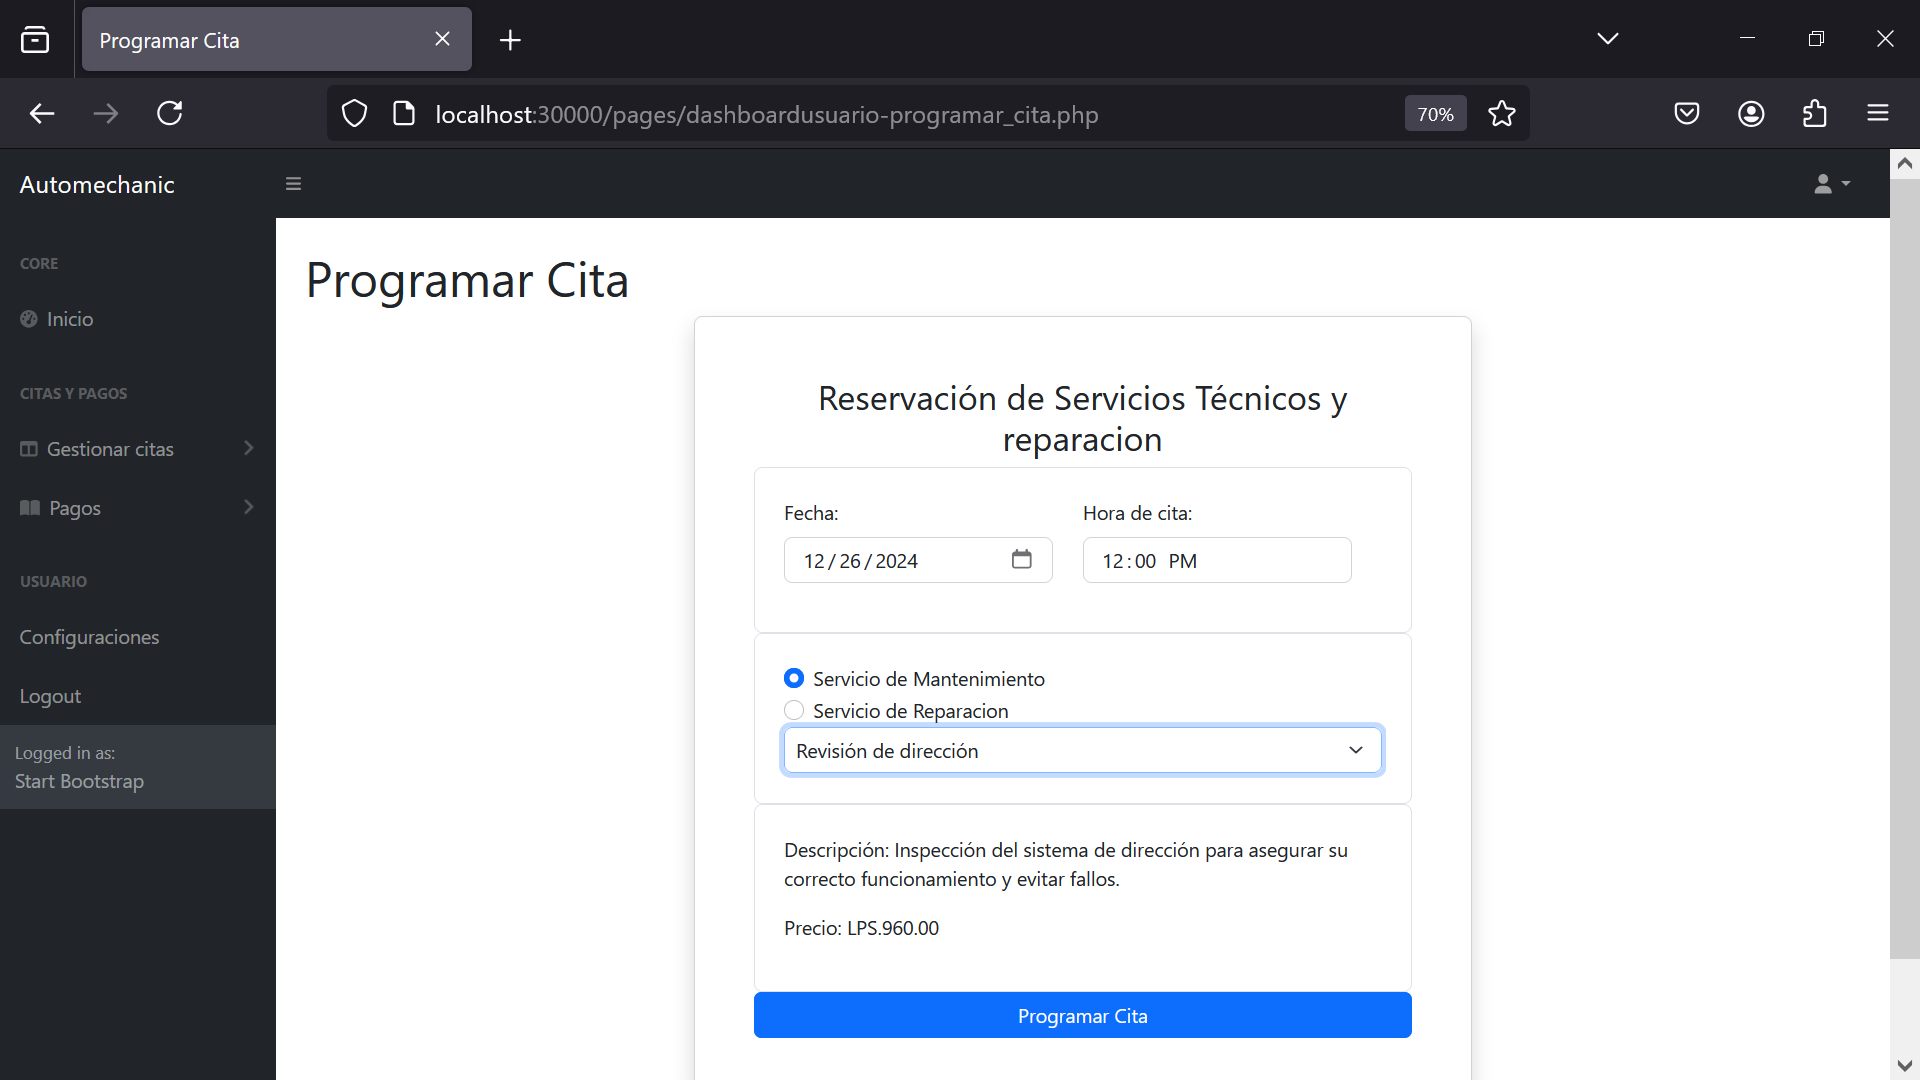 Programar Cita
localhost:30000/pages/dashboardusuario-programar_cita.php
70%
Automechanic
CORE
Inicio
CITAS Y PAGOS
Gestionar citas
Pagos
USUARIO
Configuraciones
Logout
Logged in as:
Start Bootstrap
Programar Cita
Reservación de Servicios Técnicos y
reparacion
Fecha:
Hora de cita:
12/26/2024
12:00 PM
Servicio de Mantenimiento
Servicio de Reparacion
Revisión de dirección
Descripción: Inspección del sistema de dirección para asegurar su
correcto funcionamiento y evitar fallos.
Precio: LPS.960.00
Programar Cita